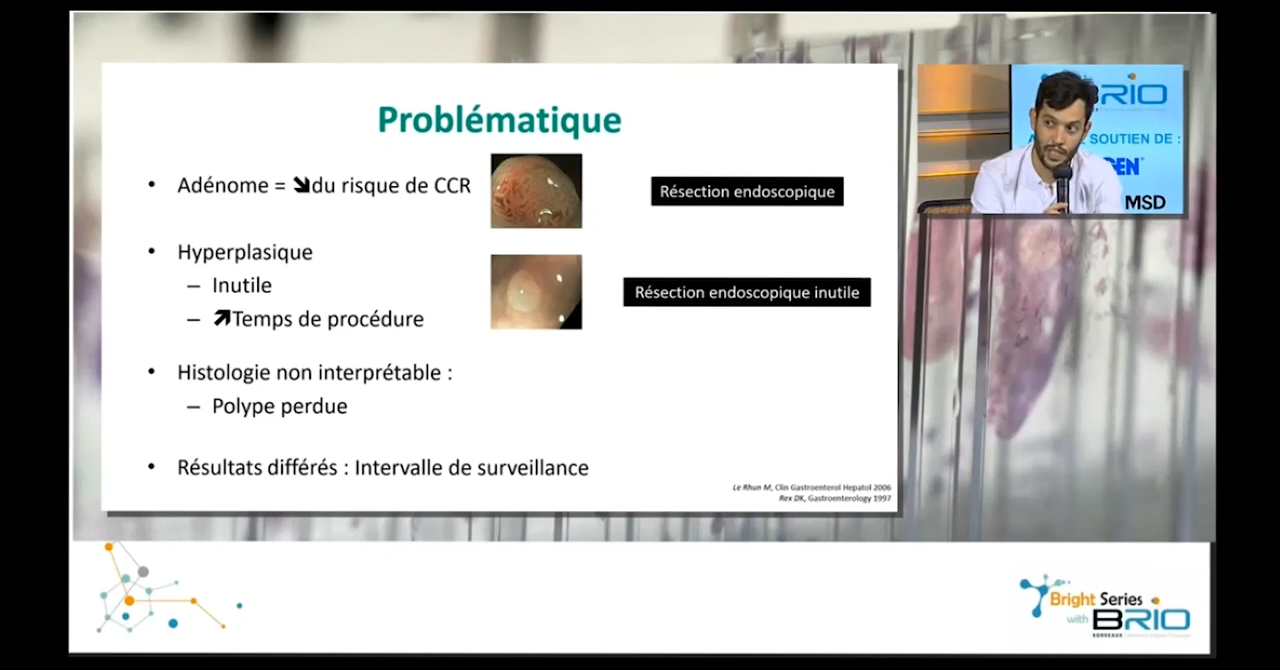 Problématique
• Adénome = ↘du risque de CCR
Résection endoscopique
• Hyperplasique
– Inutile
– ↗Temps de procédure
Résection endoscopique inutile
• Histologie non interprétable :
– Polype perdue
• Résultats différés : Intervalle de surveillance
Le Rhun M, Clin Gastroenterol Hepatol 2006
Rex DK, Gastroenterology 1997
BRIO
SOUTIEN DE :
GEN
MSD
Bright Series
with BRIO
BORDEAUX